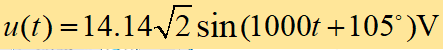 u(t) = 14.14√2 sin(1000t + 105°)V